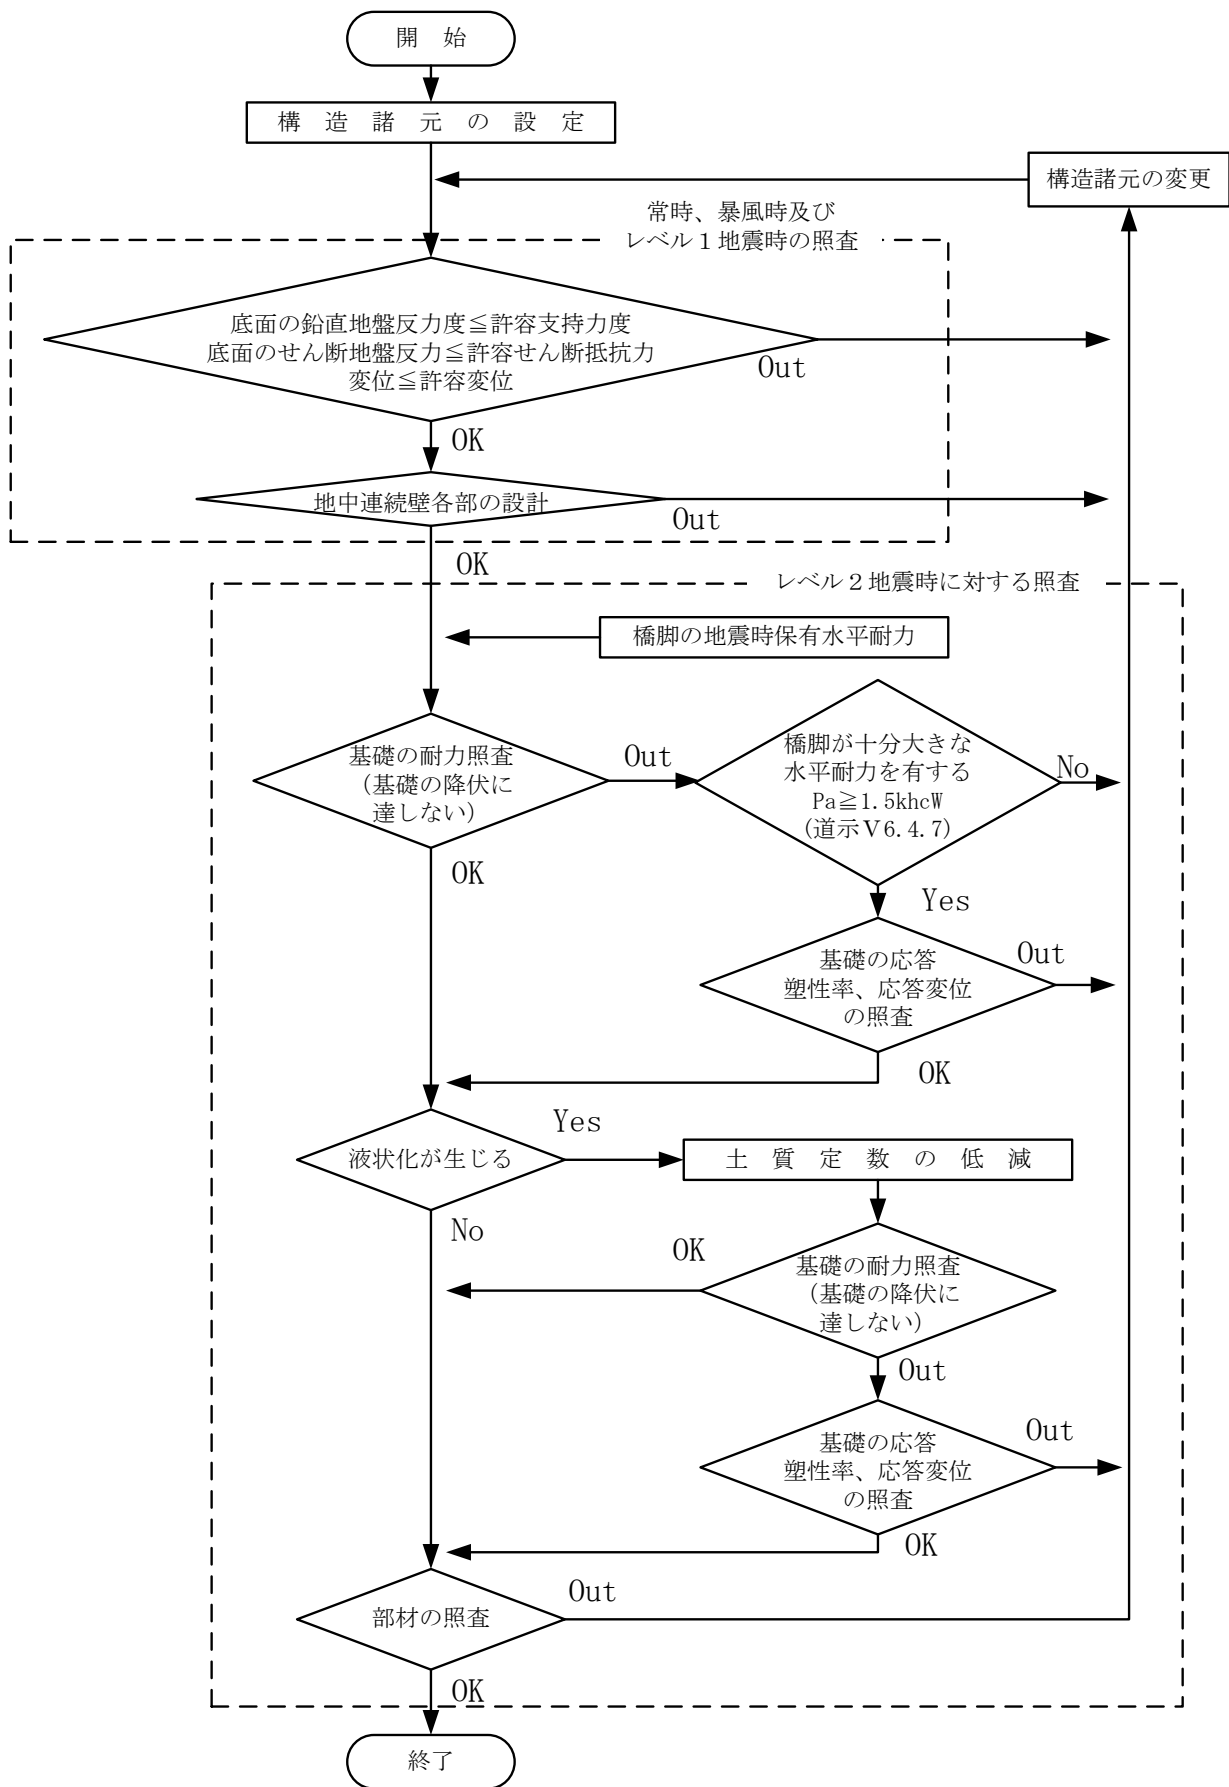 開 始
構 造 諸 元 の 設 定
構造諸元の変更
常時、暴風時及び
レベル1地震時の照査
底面の鉛直地盤反力度≦許容支持力度
底面のせん断地盤反力≦許容せん断抵抗力
変位≦許容変位
Out
OK
地中連続壁各部の設計
Out
OK
レベル2地震時に対する照査
橋脚の地震時保有水平耐力
基礎の耐力照査
(基礎の降伏に
達しない)
Out
OK
橋脚が十分大きな
水平耐力を有する
Pa≧1.5khcW
(道示Ⅴ6.4.7)
No
Yes
基礎の応答
塑性率、応答変位
の照査
Out
OK
液状化が生じる
Yes
No
土 質 定 数 の 低 減
基礎の耐力照査
(基礎の降伏に
達しない)
OK
Out
基礎の応答
塑性率、応答変位
の照査
Out
OK
部材の照査
Out
OK
終了